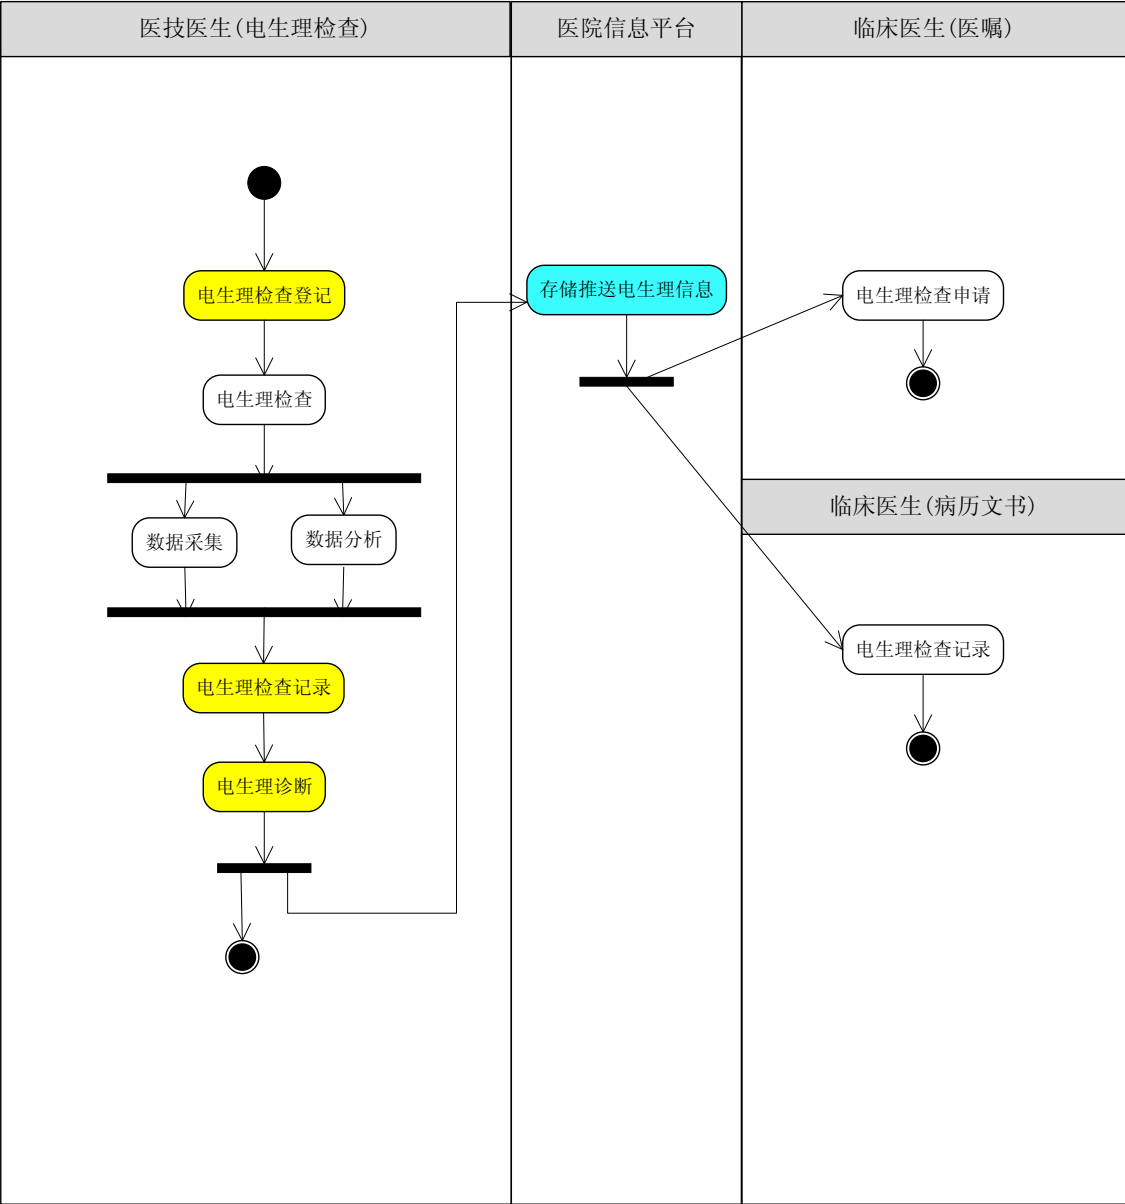 医技医生(电生理检查)
医院信息平台
临床医生(医嘱)
电生理检查登记
电生理检查
数据采集
数据分析
电生理检查记录
电生理诊断
存储推送电生理信息
电生理检查申请
临床医生(病历文书)
电生理检查记录